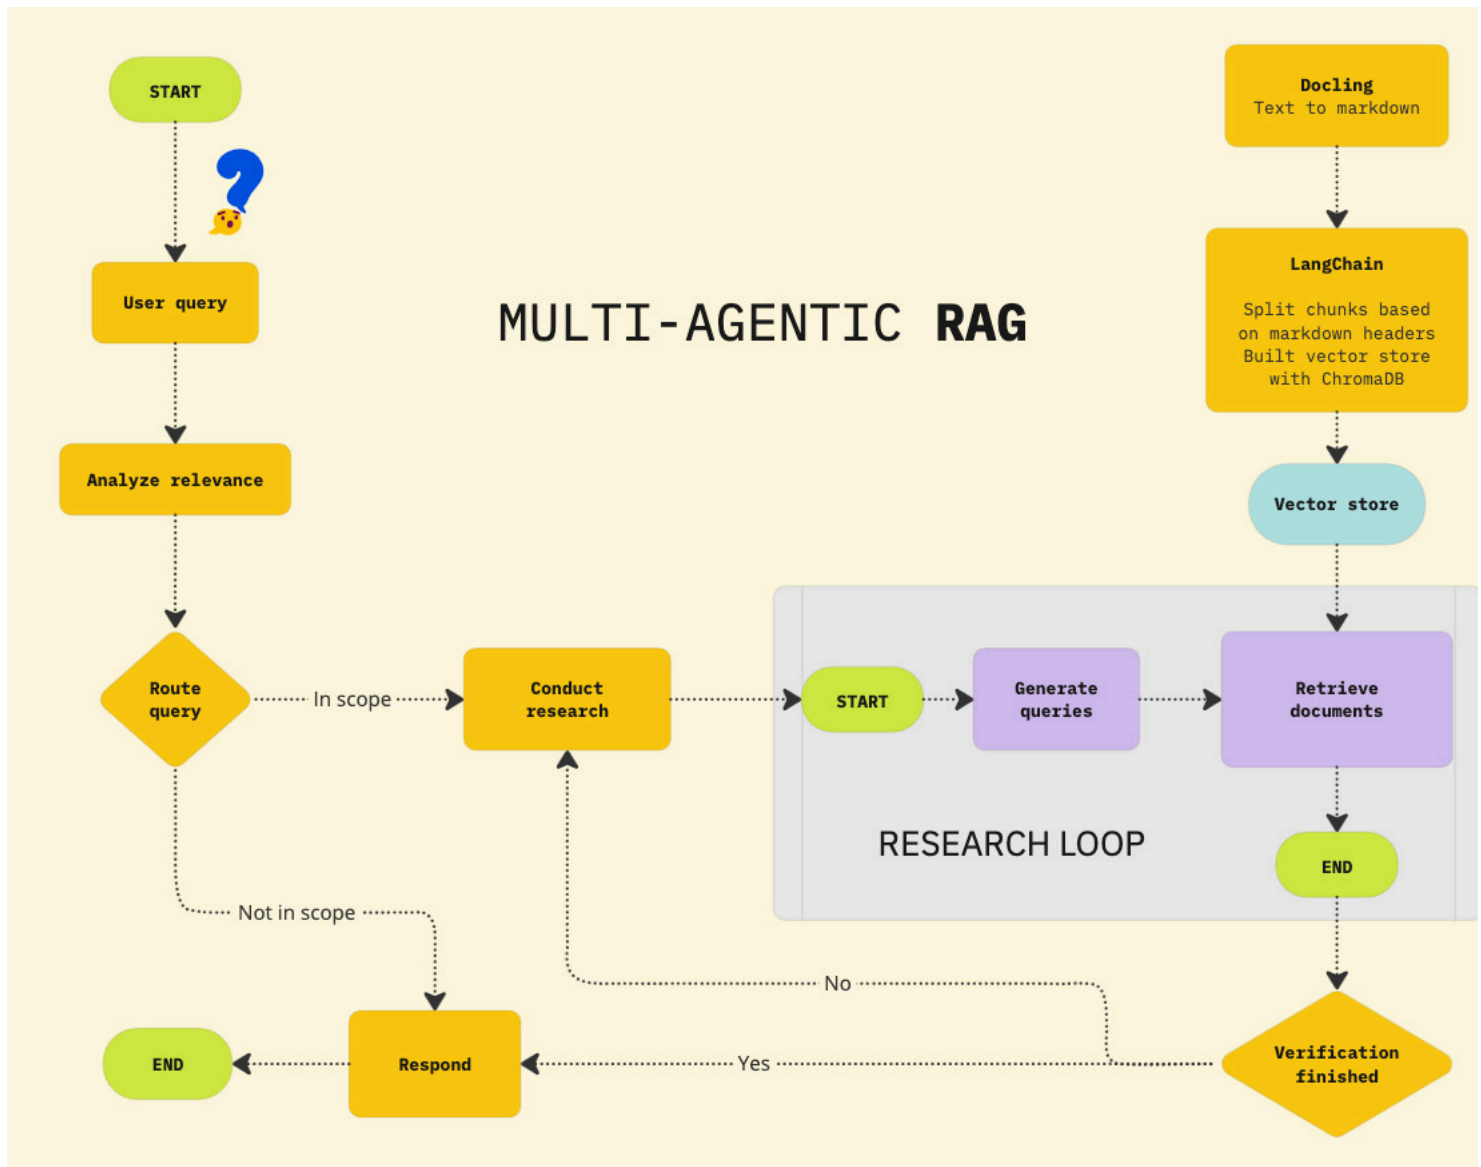 START
User query
Analyze relevance
Route
query
In scope
Not in scope
MULTI-AGENTIC RAG
Docling
Text to markdown
LangChain
Split chunks based
on markdown headers
Built vector store
with ChromaDB
Vector store
Conduct
research
START
Generate
queries
Retrieve
documents
RESEARCH LOOP
END
No
Verification
finished
Yes
Respond
END